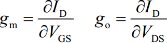 g_m = ∂I_D/∂V_GS    g_o = ∂I_D/∂V_DS